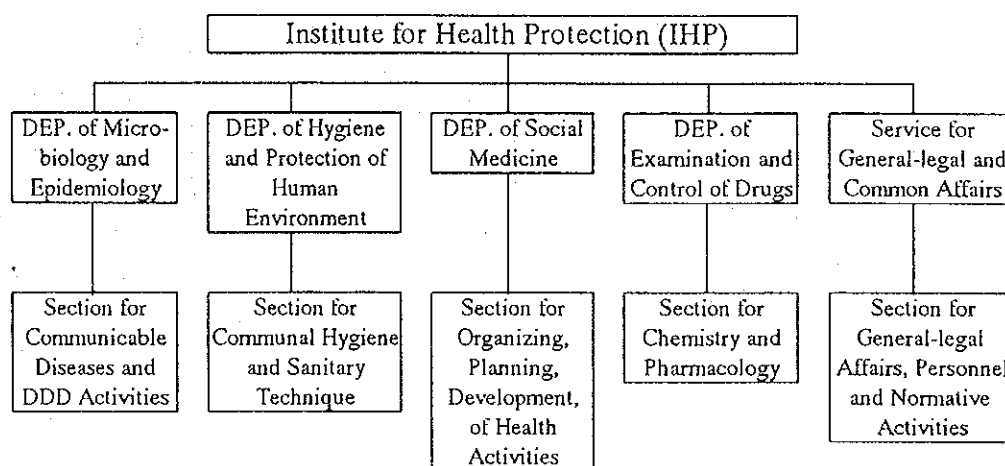 Institute for Health Protection (IHP)
DEP. of Micro-
biology and
Epidemiology
DEP. of Hygiene
and Protection of
Human
Environment
DEP. of Social
Medicine
DEP. of
Examination and
Control of Drugs
Service for
General-legal and
Common Affairs
Section for
Communicable
Diseases and
DDD Activities
Section for
Communal Hygiene
and Sanitary
Technique
Section for
Organizing,
Planning,
Development,
of Health
Activities
Section for
Chemistry and
Pharmacology
Section for
General-legal
Affairs, Personnel
and Normative
Activities